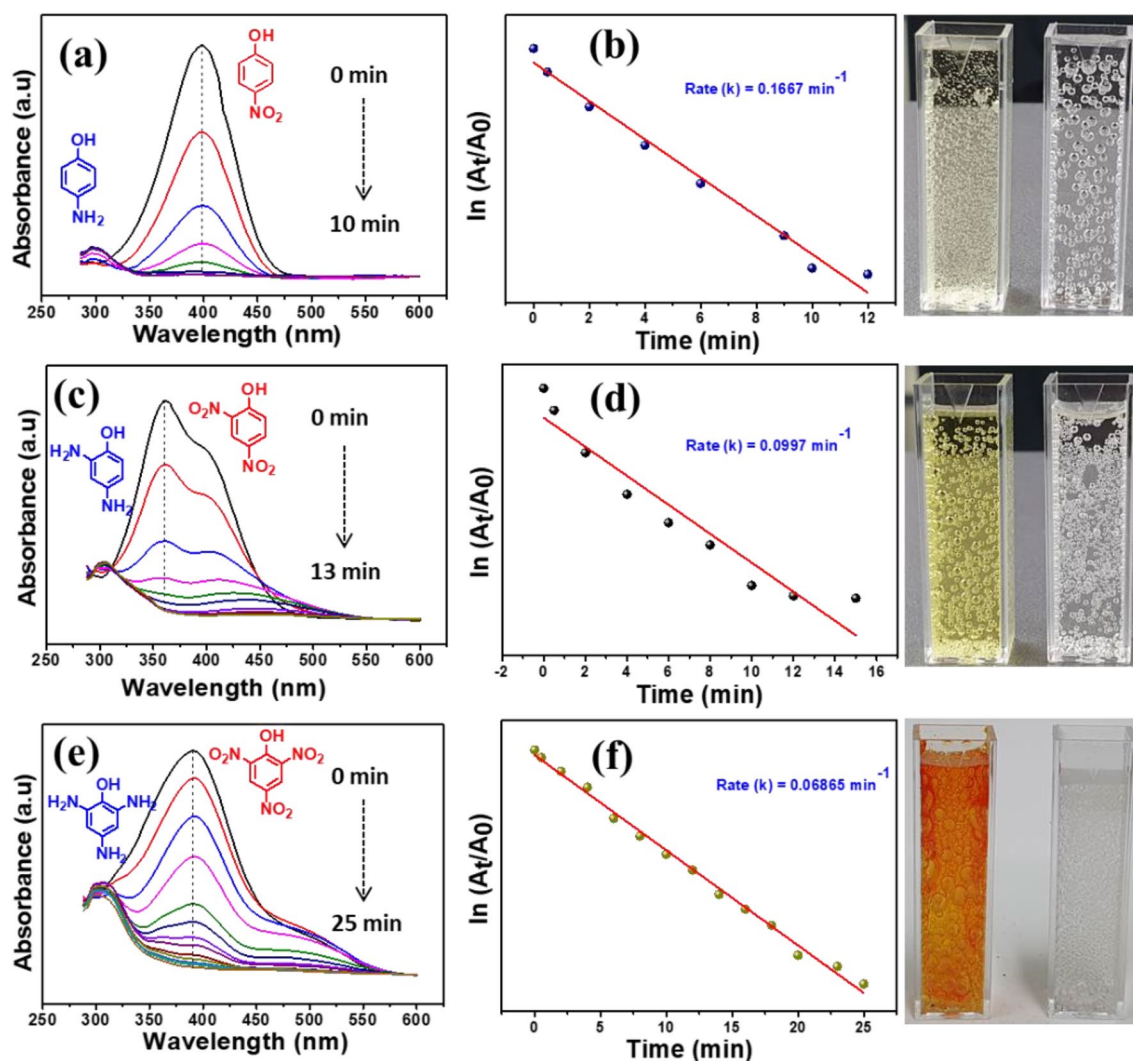 (a)
OH
NO₂
0 min
10 min
OH
NH₂
Absorbance (a.u)
250 300 350 400 450 500 550 600
Wavelength (nm)
(b)
Rate (k) = 0.1667 min⁻¹
ln (At/A0)
0 2 4 6 8 10 12
Time (min)
(c)
OH
O₂N
NO₂
0 min
13 min
OH
H₂N
NH₂
Absorbance (a.u)
250 300 350 400 450 500 550 600
Wavelength (nm)
(d)
Rate (k) = 0.0997 min⁻¹
ln (At/A0)
-2 0 2 4 6 8 10 12 14 16
Time (min)
(e)
OH
O₂N NO₂
NO₂
0 min
25 min
OH
H₂N NH₂
NH₂
Absorbance (a.u)
250 300 350 400 450 500 550 600
Wavelength (nm)
(f)
Rate (k) = 0.06865 min⁻¹
ln (At/A0)
0 5 10 15 20 25
Time (min)